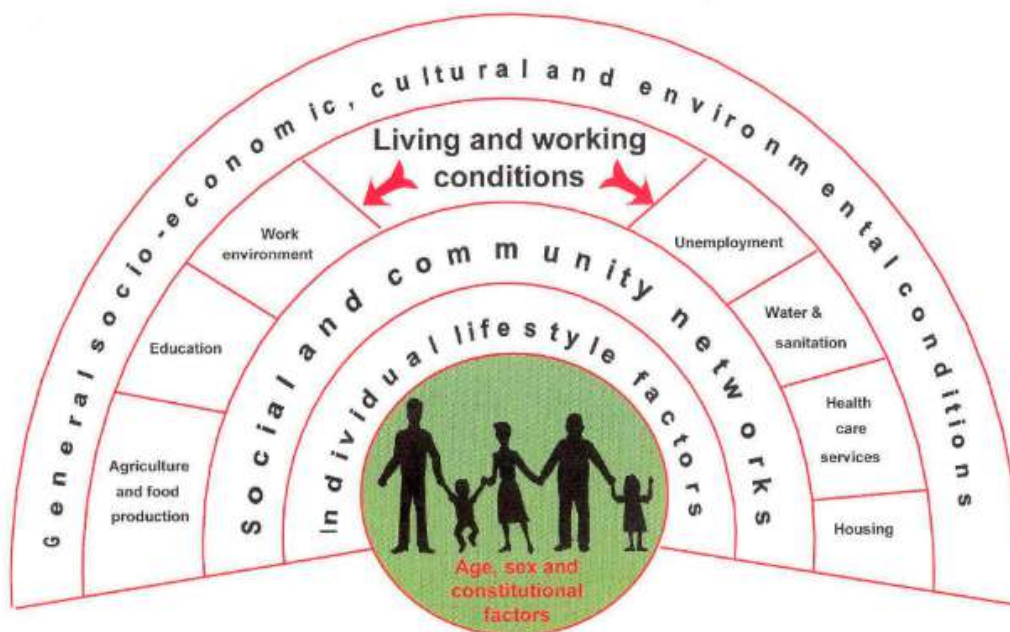 General socio-economic, cultural and environmental conditions
Living and working
conditions
Work
environment
Unemployment
Education
Water &
sanitation
Agriculture
and food
production
Health
care
services
Housing
Social and community networks
Individual lifestyle factors
Age, sex and
constitutional
factors